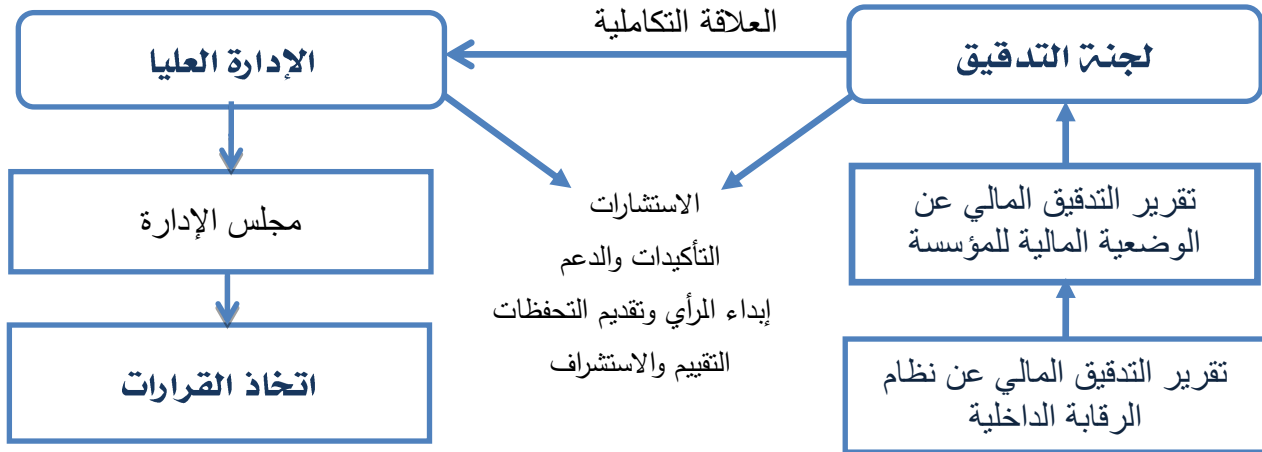 العلاقة التكاملية
لجنة التدقيق
الإدارة العليا
تقرير التدقيق المالي عن
الوضعية المالية للمؤسسة
الاستشارات
التأكيدات والدعم
إبداء الرأي وتقديم التحفظات
التقييم والاستشراف
مجلس الإدارة
تقرير التدقيق المالي عن نظام
الرقابة الداخلية
اتخاذ القرارات